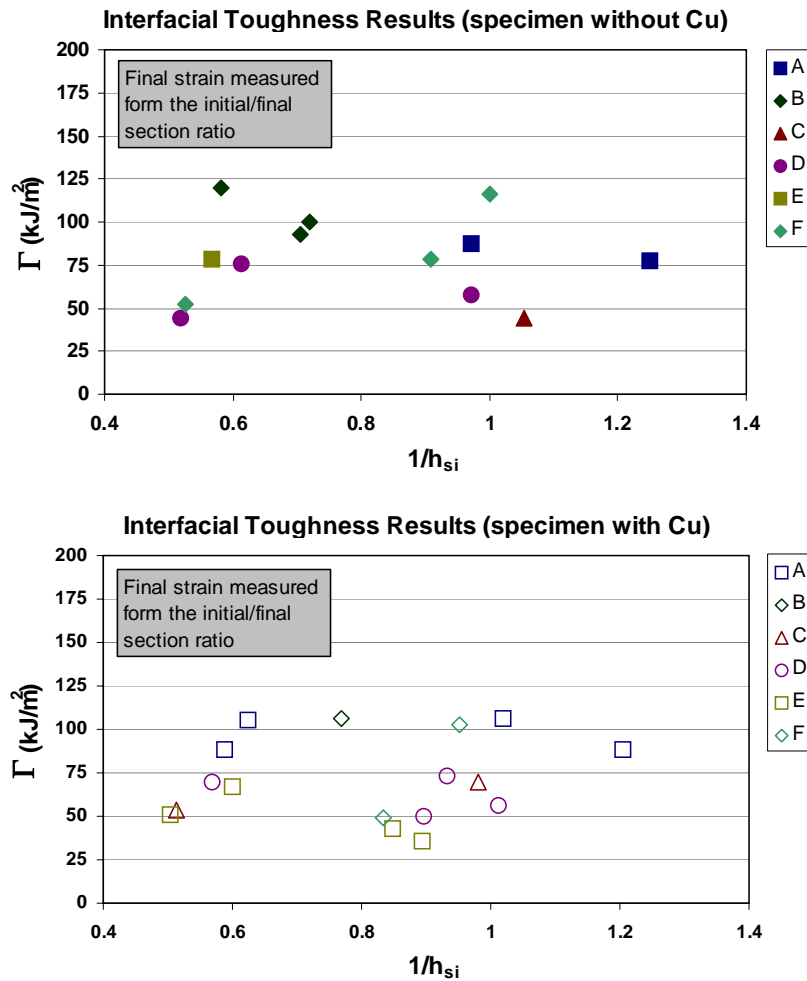 Interfacial Toughness Results (specimen without Cu)
Final strain measured
form the initial/final
section ratio
Γ (kJ/m²)
200
175
150
125
100
75
50
25
0
0.4 0.6 0.8 1 1.2 1.4
1/hsi
A
B
C
D
E
F
Interfacial Toughness Results (specimen with Cu)
Final strain measured
form the initial/final
section ratio
Γ (kJ/m²)
200
175
150
125
100
75
50
25
0
0.4 0.6 0.8 1 1.2 1.4
1/hsi
A
B
C
D
E
F